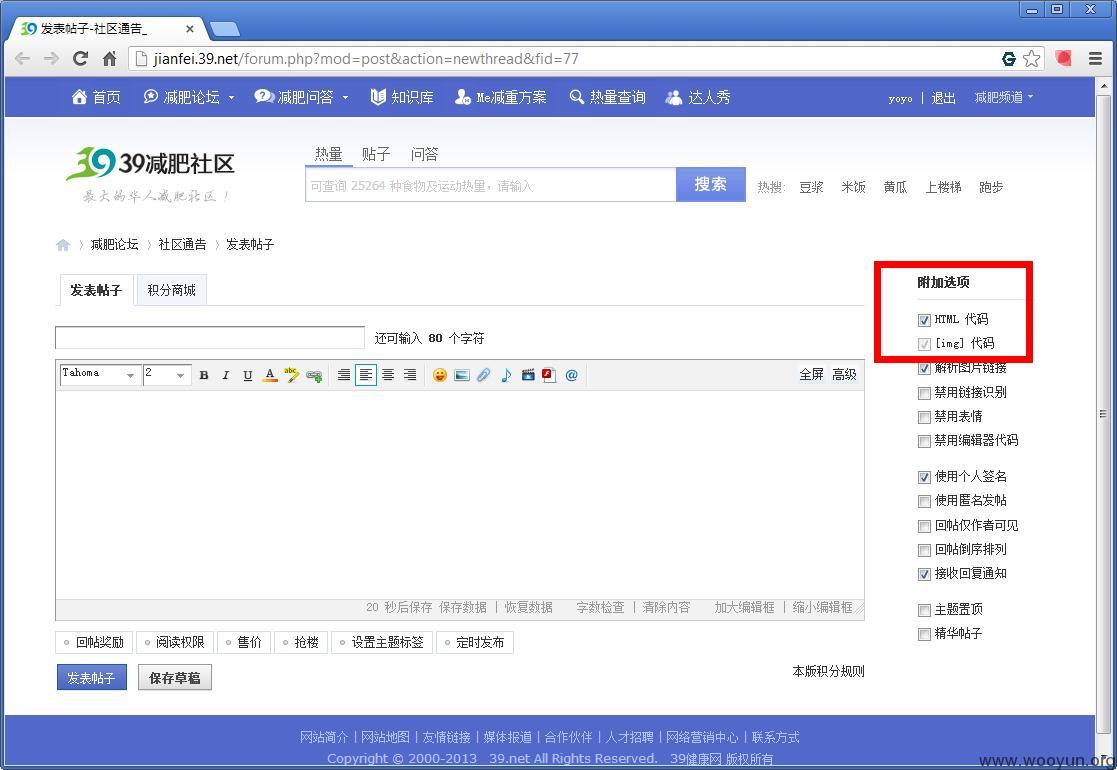 发表帖子-社区通告_
jianfei.39.net/forum.php?mod=post&action=newthread&fid=77
首页 减肥论坛 减肥问答 知识库 Me减重方案 热量查询 达人秀 yoyo | 退出 减肥频道
39 39减肥社区
最大的华人减肥社区！
热量 贴子 问答
可查询 25264 种食物及运动热量，请输入 搜索 热搜: 豆浆 米饭 黄瓜 上楼梯 跑步
减肥论坛 〉 社区通告 〉 发表帖子
发表帖子 积分商城
还可输入 80 个字符
Tahoma 2 B I U A abc 全屏 高级
20 秒后保存 保存数据 | 恢复数据 字数检查 | 清除内容 加大编辑框 | 缩小编辑框
回帖奖励 阅读权限 售价 抢楼 设置主题标签 定时发布
发表帖子 保存草稿 本版积分规则
附加选项
HTML 代码
[img] 代码
解析图片链接
禁用链接识别
禁用表情
禁用编辑器代码
使用个人签名
使用匿名发帖
回帖仅作者可见
回帖倒序排列
接收回复通知
主题置顶
精华帖子
网站简介 | 网站地图 | 友情链接 | 媒体报道 | 合作伙伴 | 人才招聘 | 网络营销中心 | 联系方式
Copyright © 2000-2013 39.net All Rights Reserved. 39健康网 版权所有
www.wooyun.org